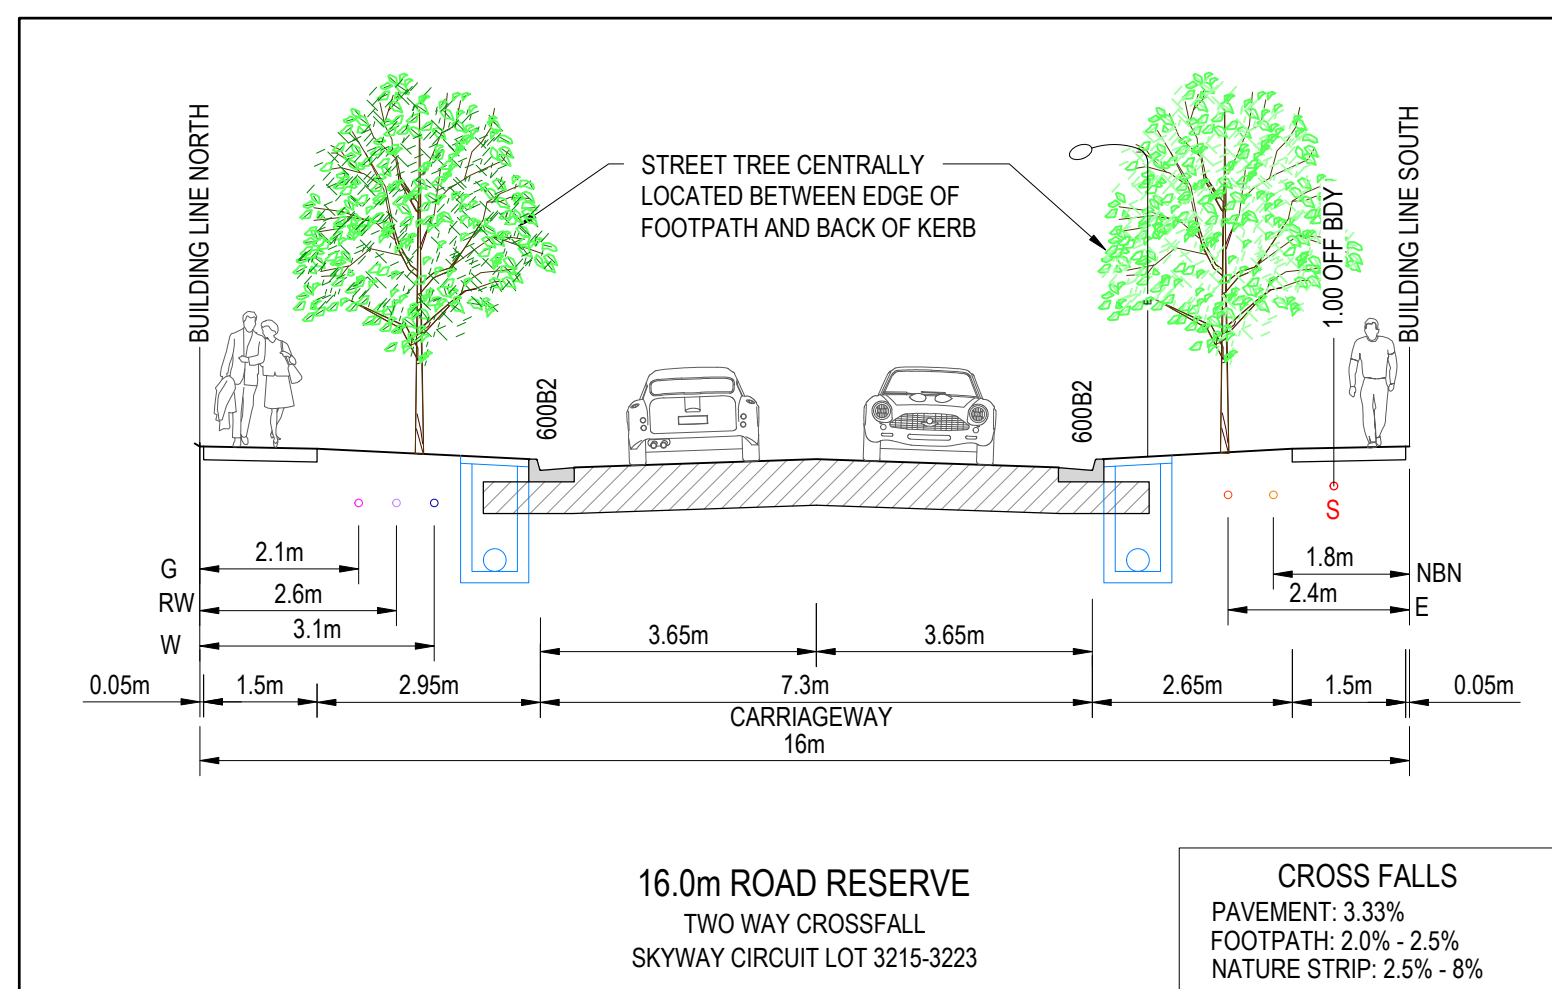 BUILDING LINE NORTH
STREET TREE CENTRALLY
LOCATED BETWEEN EDGE OF
FOOTPATH AND BACK OF KERB
E
1.00 OFF BDY
BUILDING LINE SOUTH
600B2
600B2
S
G
2.1m
1.8m
NBN
RW
2.6m
2.4m
E
W
3.1m
3.65m
3.65m
0.05m
1.5m
2.95m
7.3m
2.65m
1.5m
0.05m
CARRIAGEWAY
16m
16.0m ROAD RESERVE
TWO WAY CROSSFALL
SKYWAY CIRCUIT LOT 3215-3223
CROSS FALLS
PAVEMENT: 3.33%
FOOTPATH: 2.0% - 2.5%
NATURE STRIP: 2.5% - 8%